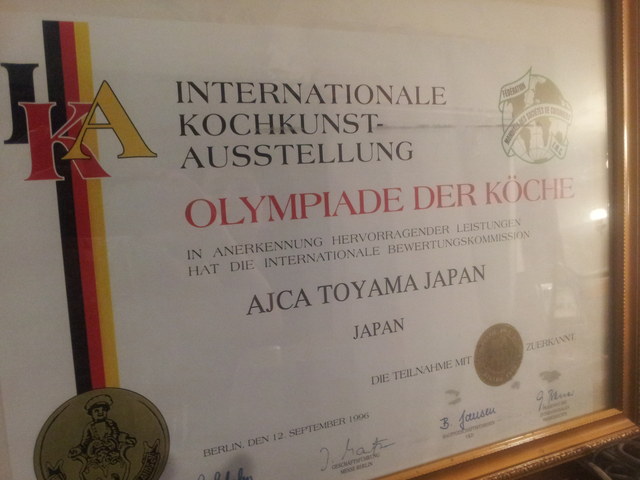 IKA
INTERNATIONALE
KOCHKUNST-
AUSSTELLUNG
OLYMPIADE DER KÖCHE
IN ANERKENNUNG HERVORRAGENDER LEISTUNGEN
HAT DIE INTERNATIONALE BEWERTUNGSKOMMISSION
AJCA TOYAMA JAPAN
JAPAN
DIE TEILNAHME MIT
ZUERKANNT
BERLIN, DEN 12. SEPTEMBER 1996
B. Jansen